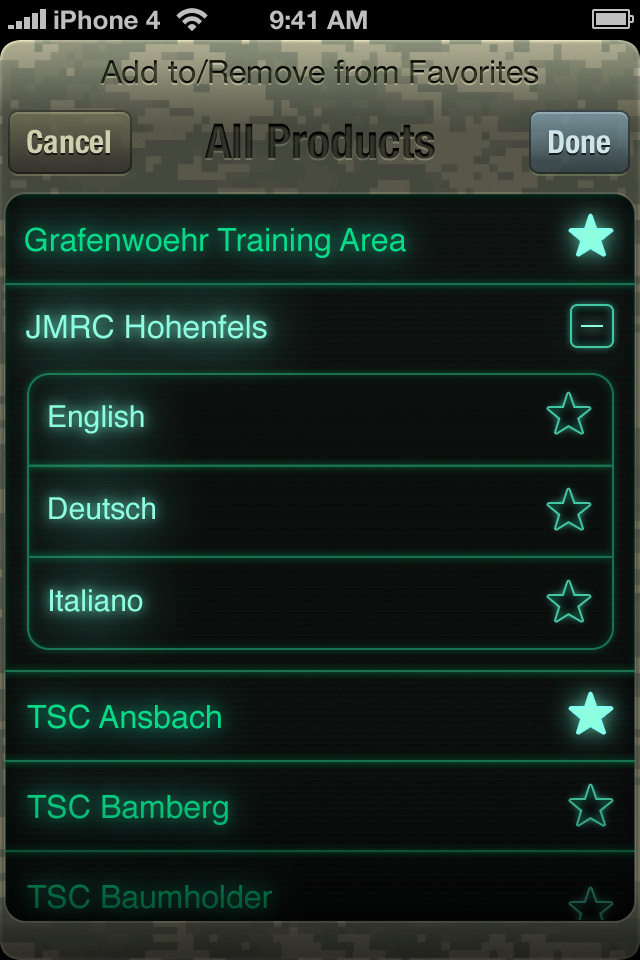 iPhone 4 9:41 AM
Add to/Remove from Favorites
Cancel All Products Done
Grafenwoehr Training Area
JMRC Hohenfels
English
Deutsch
Italiano
TSC Ansbach
TSC Bamberg
TSC Baumholder